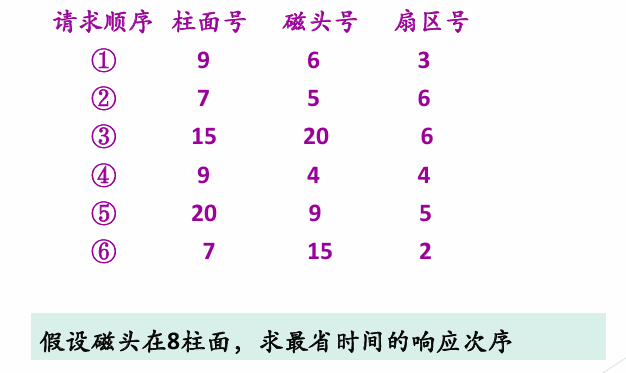 请求顺序 柱面号 磁头号 扇区号
① 9 6 3
② 7 5 6
③ 15 20 6
④ 9 4 4
⑤ 20 9 5
⑥ 7 15 2
假设磁头在8柱面，求最省时间的响应次序